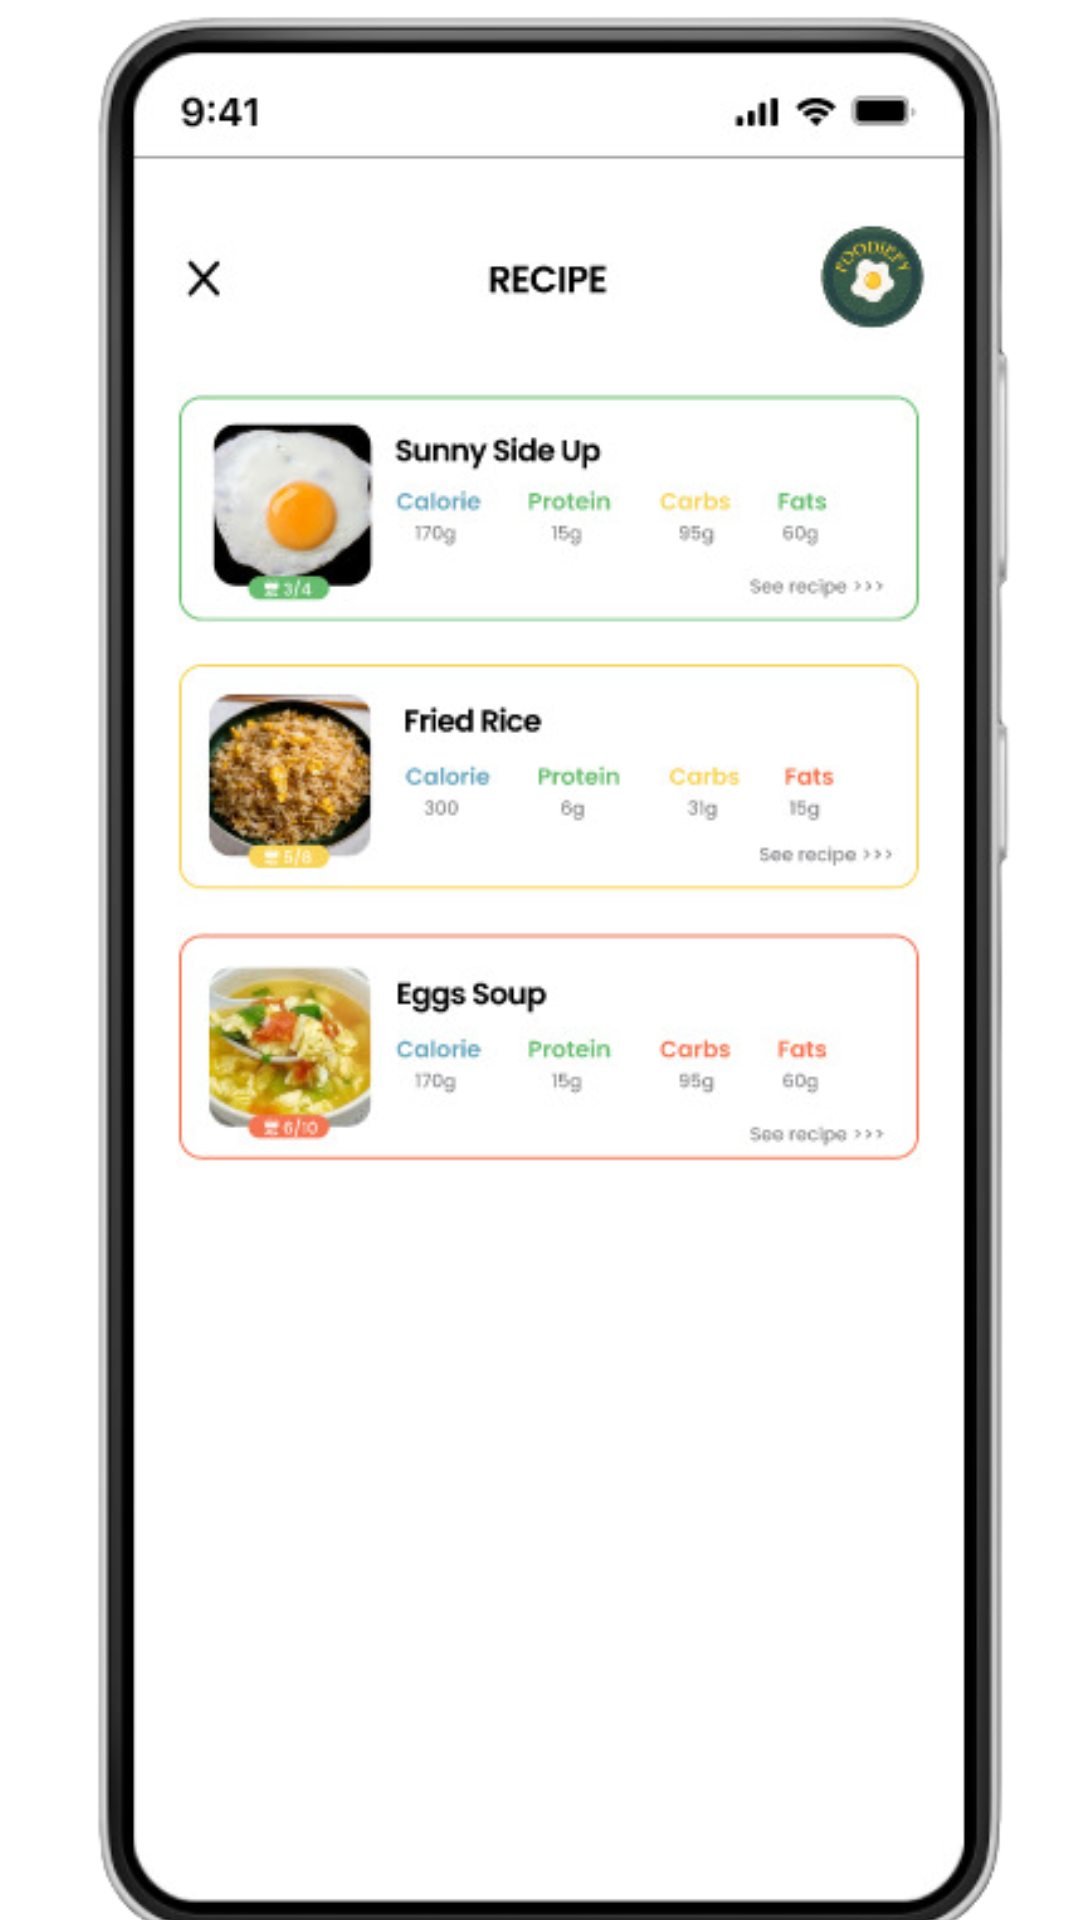 9:41
RECIPE
FOODIEFY
Sunny Side Up
Calorie Protein Carbs Fats
170g 15g 95g 60g
3/4
See recipe >>>
Fried Rice
Calorie Protein Carbs Fats
300 6g 31g 15g
5/8
See recipe >>>
Eggs Soup
Calorie Protein Carbs Fats
170g 15g 95g 60g
6/10
See recipe >>>